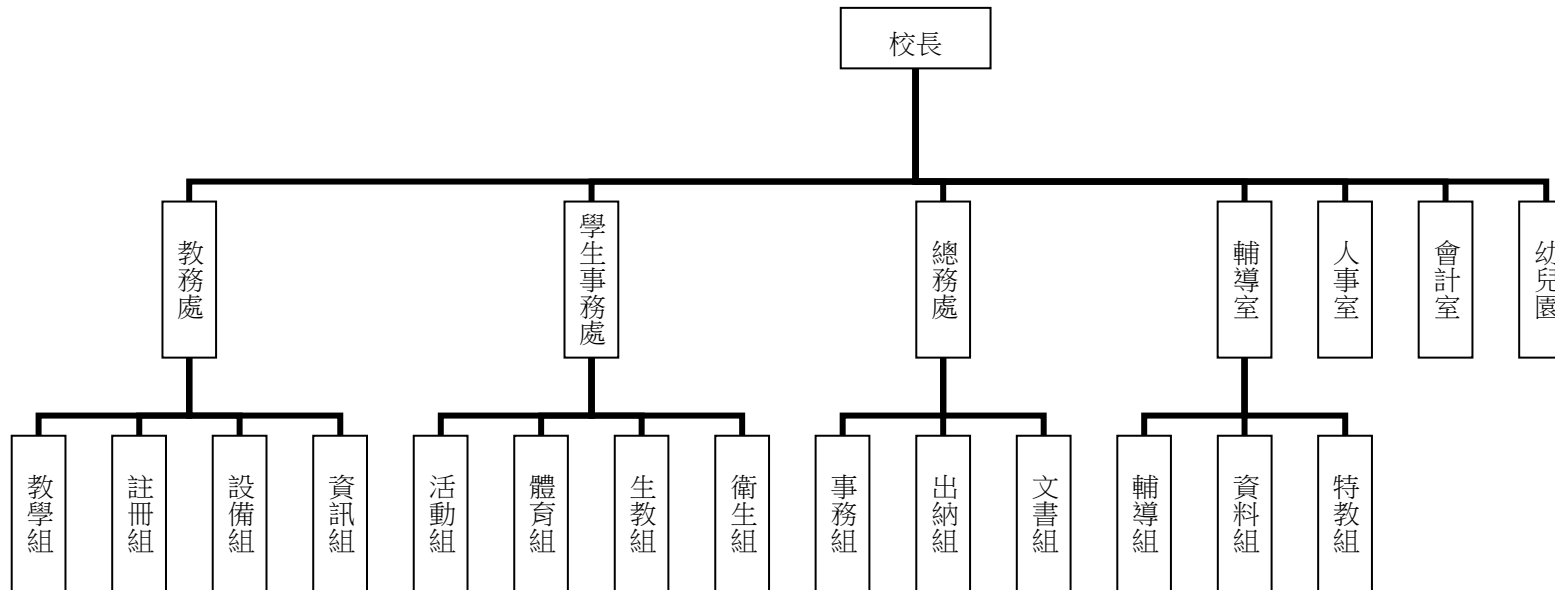 校長
教務處
學生事務處
總務處
輔導室
人事室
會計室
幼兒園
教學組
註冊組
設備組
資訊組
活動組
體育組
生教組
衛生組
事務組
出納組
文書組
輔導組
資料組
特教組